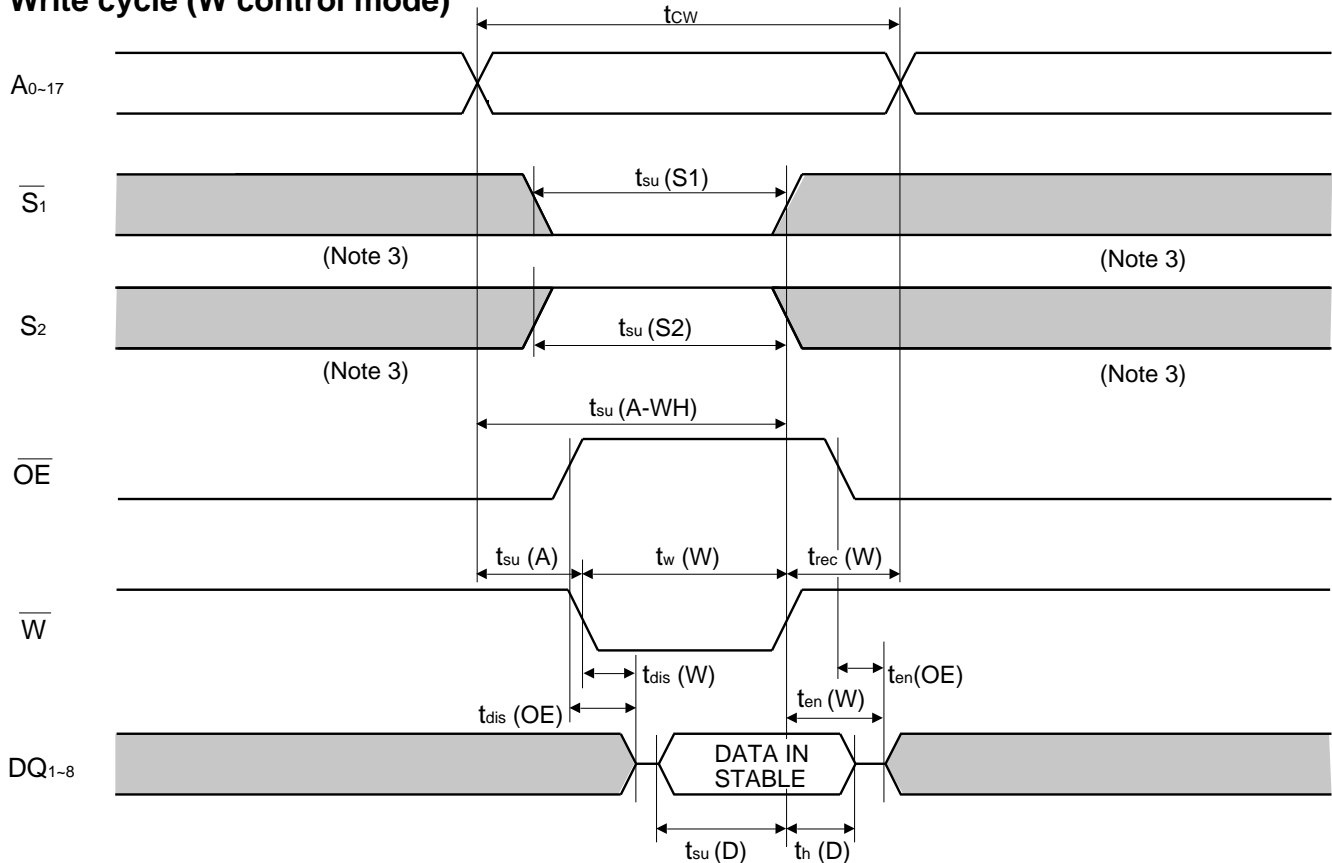 Write cycle (W control mode)
tCW
A0~17
S1
tsu (S1)
(Note 3)
(Note 3)
S2
tsu (S2)
(Note 3)
(Note 3)
tsu (A-WH)
OE
tsu (A)
tw (W)
trec (W)
W
tdis (W)
ten(OE)
tdis (OE)
ten (W)
DQ1~8
DATA IN
STABLE
tsu (D)
th (D)